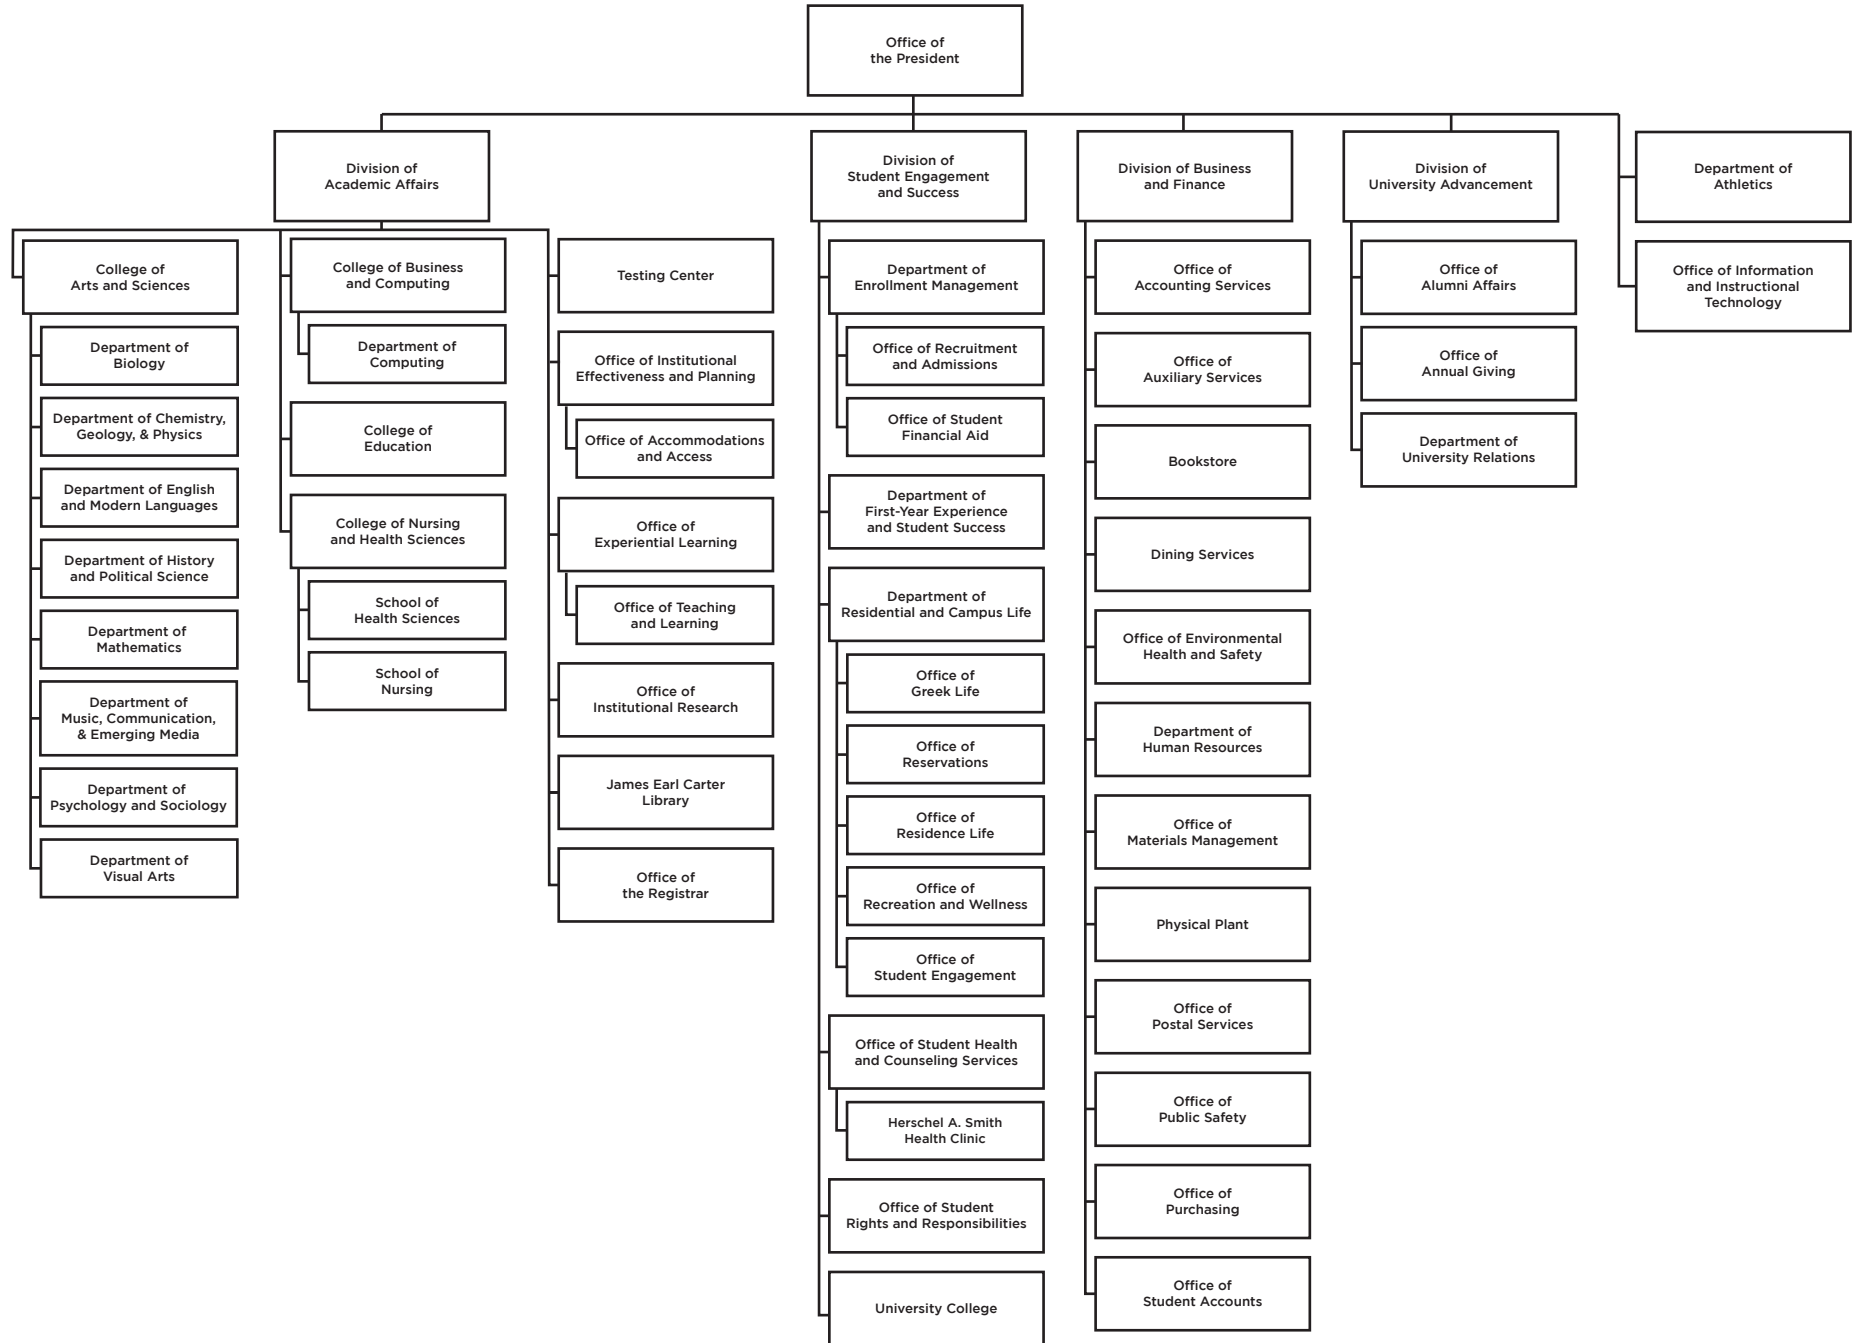 Office of
the President
Division of
Academic Affairs
Division of
Student Engagement
and Success
Division of Business
and Finance
Division of
University Advancement
Department of
Athletics
Office of Information
and Instructional
Technology
College of
Arts and Sciences
Department of
Biology
Department of Chemistry,
Geology, & Physics
Department of English
and Modern Languages
Department of History
and Political Science
Department of
Mathematics
Department of
Music, Communication,
& Emerging Media
Department of
Psychology and Sociology
Department of
Visual Arts
College of Business
and Computing
Department of
Computing
College of
Education
College of Nursing
and Health Sciences
School of
Health Sciences
School of
Nursing
Testing Center
Office of Institutional
Effectiveness and Planning
Office of Accommodations
and Access
Office of
Experiential Learning
Office of Teaching
and Learning
Office of
Institutional Research
James Earl Carter
Library
Office of
the Registrar
Department of
Enrollment Management
Office of Recruitment
and Admissions
Office of Student
Financial Aid
Department of
First-Year Experience
and Student Success
Department of
Residential and Campus Life
Office of
Greek Life
Office of
Reservations
Office of
Residence Life
Office of
Recreation and Wellness
Office of
Student Engagement
Office of Student Health
and Counseling Services
Herschel A. Smith
Health Clinic
Office of Student
Rights and Responsibilities
University College
Office of
Accounting Services
Office of
Auxiliary Services
Bookstore
Dining Services
Office of Environmental
Health and Safety
Department of
Human Resources
Office of
Materials Management
Physical Plant
Office of
Postal Services
Office of
Public Safety
Office of
Purchasing
Office of
Student Accounts
Office of
Alumni Affairs
Office of
Annual Giving
Department of
University Relations